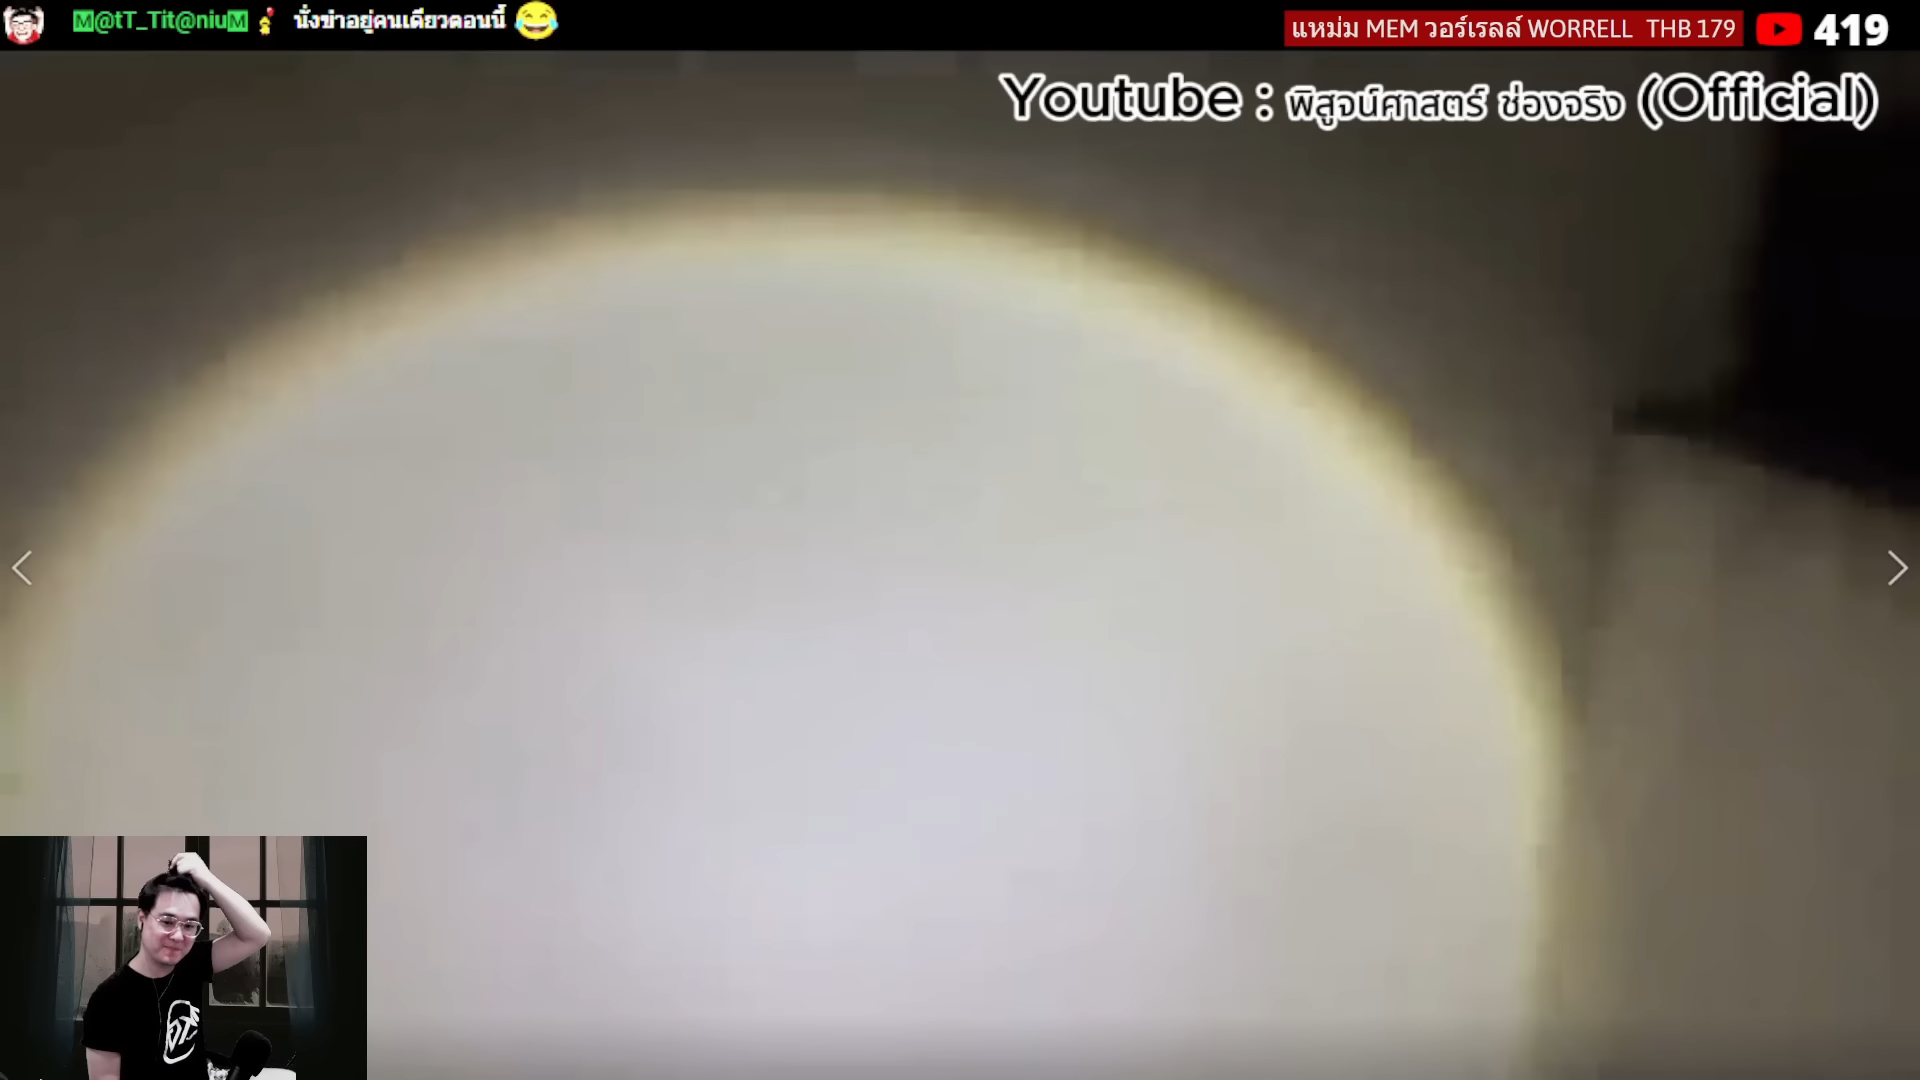 M@tT_Tit@niuM นั่งขำอยู่คนเดียวตอนนี้ 😂
แหม่ม MEM วอร์เรลล์ WORRELL THB 179
419
Youtube : พิสูจน์ศาสตร์ ช่องจริง (Official)